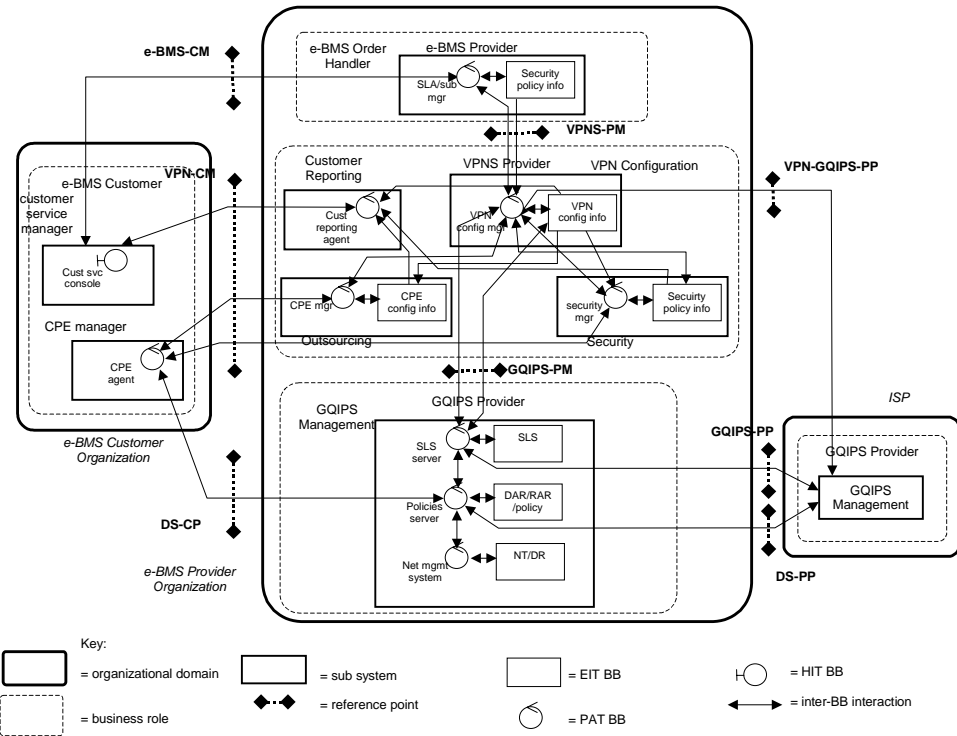 e-BMS-CM
e-BMS Order
Handler
e-BMS Provider
SLA/sub
mgr
Security
policy info
VPNS-PM
Customer
Reporting
VPNS Provider
VPN Configuration
VPN-GQIPS-PP
VPN-CM
e-BMS Customer
customer
service
manager
Cust svc
console
CPE manager
CPE
agent
e-BMS Customer
Organization
Cust
reporting
agent
VPN
config mgr
VPN
config info
CPE mgr
CPE
config info
Outsourcing
security
mgr
Secuirty
policy info
Security
GQIPS-PM
GQIPS
Management
GQIPS Provider
SLS
server
SLS
Policies
server
DAR/RAR
/policy
Net mgmt
system
NT/DR
DS-CP
e-BMS Provider
Organization
ISP
GQIPS-PP
GQIPS Provider
GQIPS
Management
DS-PP
Key:
= organizational domain
= business role
= sub system
= reference point
= EIT BB
= PAT BB
= HIT BB
= inter-BB interaction